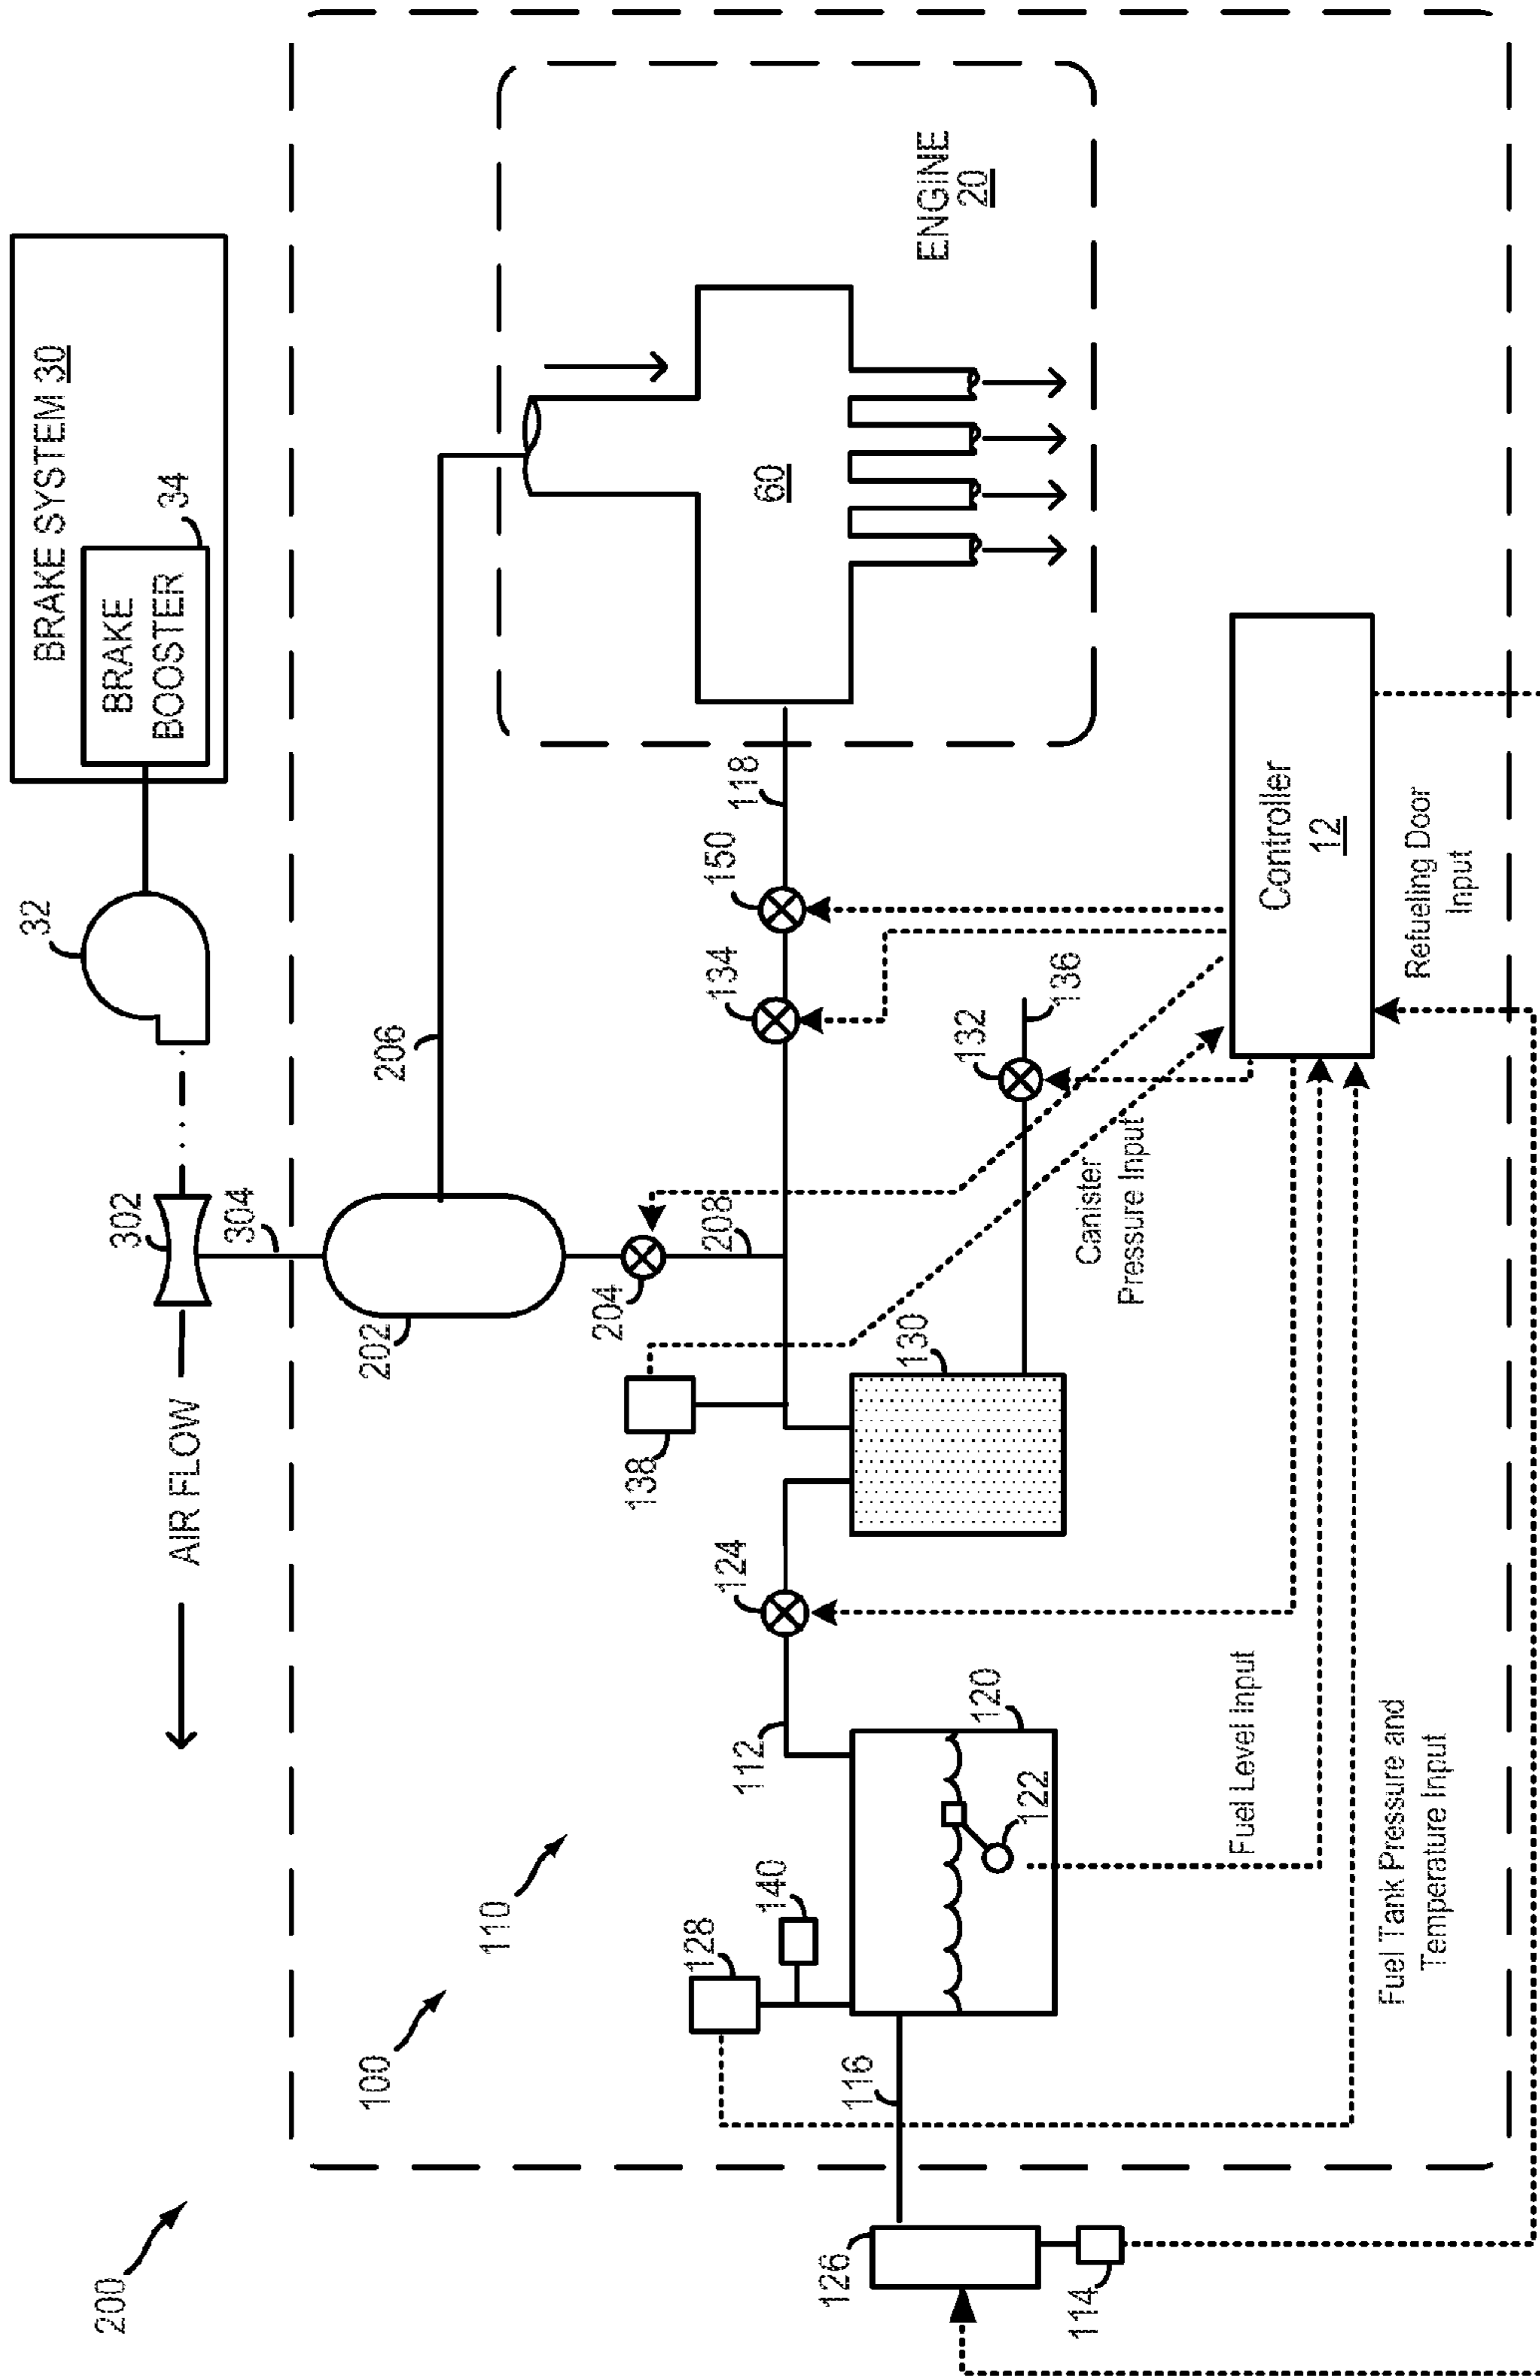 200
100
110
AIR FLOW
302
304
32
BRAKE SYSTEM 30
BRAKE
BOOSTER
34
202
206
204
208
ENGINE
20
60
118
150
134
132
136
138
130
Canister
Pressure Input
124
112
120
122
128
140
116
126
114
Controller
12
Refueling Door
Input
Fuel Level Input
Fuel Tank Pressure and
Temperature Input